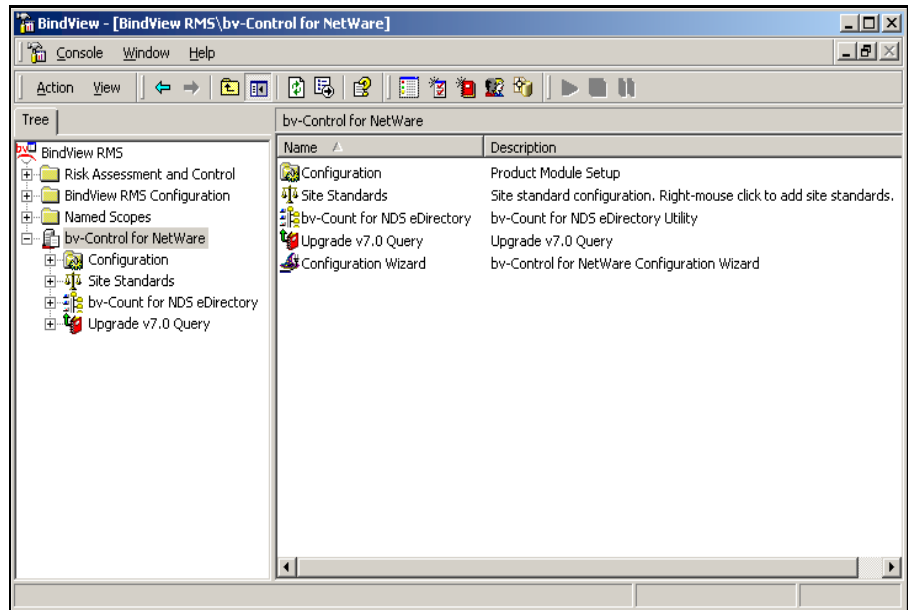 BindView - [BindView RMS\bv-Control for NetWare]
Console Window Help
Action View
Tree
bv-Control for NetWare
BindView RMS
Risk Assessment and Control
BindView RMS Configuration
Named Scopes
bv-Control for NetWare
Configuration
Site Standards
bv-Count for NDS eDirectory
Upgrade v7.0 Query
Name Description
Configuration Product Module Setup
Site Standards Site standard configuration. Right-mouse click to add site standards.
bv-Count for NDS eDirectory bv-Count for NDS eDirectory Utility
Upgrade v7.0 Query Upgrade v7.0 Query
Configuration Wizard bv-Control for NetWare Configuration Wizard